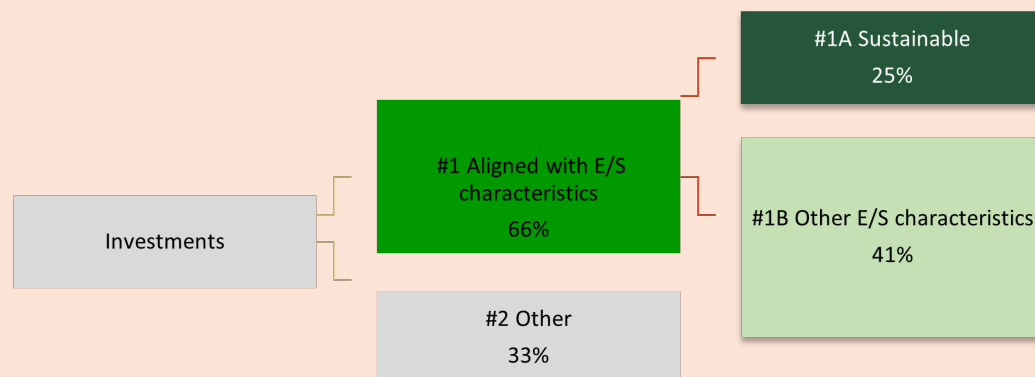 Investments
#1 Aligned with E/S
characteristics
66%
#2 Other
33%
#1A Sustainable
25%
#1B Other E/S characteristics
41%